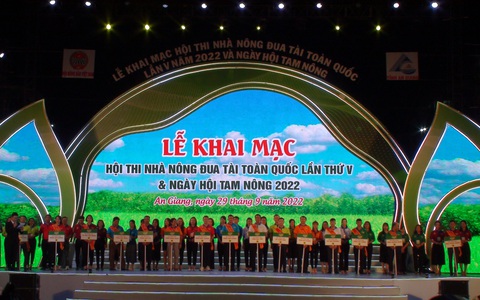 LỄ KHAI MẠC HỘI THI NHÀ NÔNG ĐUA TÀI TOÀN QUỐC
LẦN V NĂM 2022 VÀ NGÀY HỘI TAM NÔNG
LỄ KHAI MẠC
HỘI THI NHÀ NÔNG ĐUA TÀI TOÀN QUỐC LẦN THỨ V
& NGÀY HỘI TAM NÔNG 2022
An Giang, ngày 29 tháng 9 năm 2022